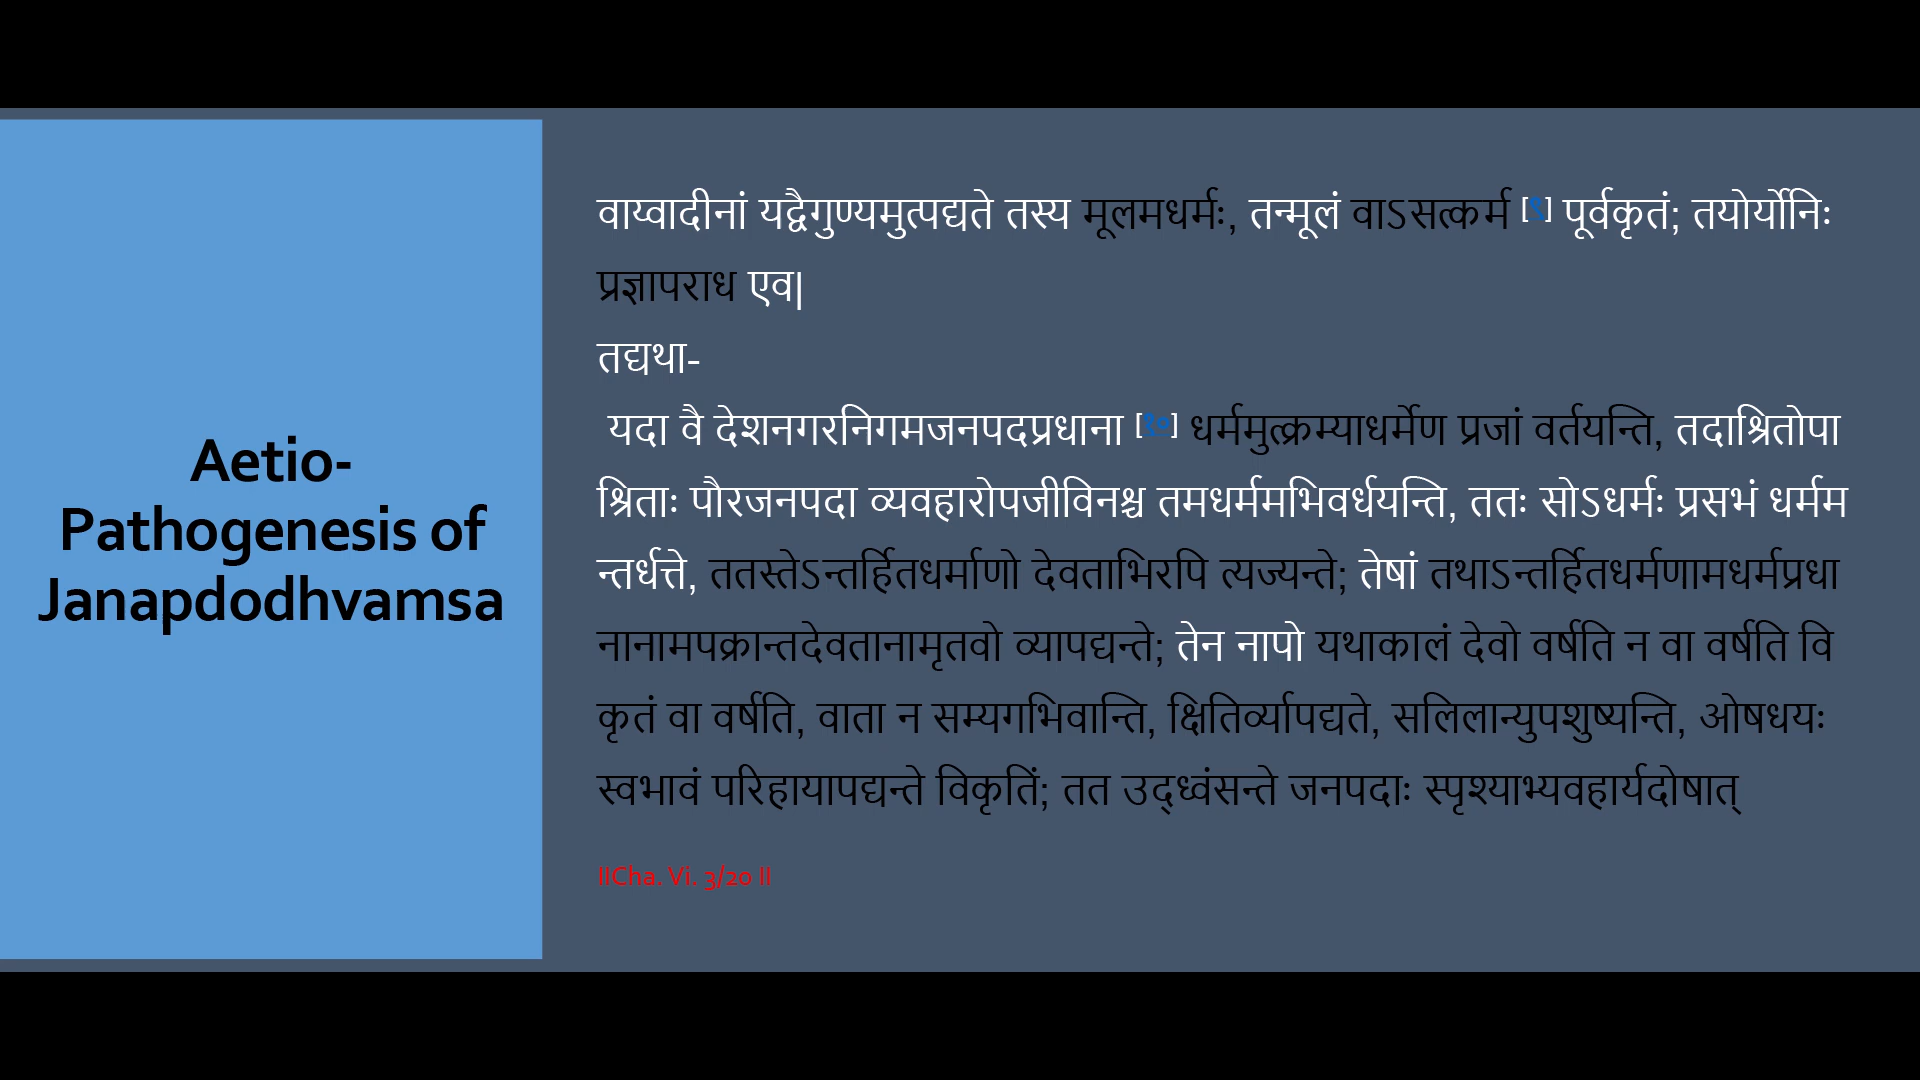 Aetio-
Pathogenesis of
Janapdodhvamsa
वाय्वादीनां यद्वैगुण्यमुत्पद्यते तस्य मूलमधर्मः, तन्मूलं वाऽसत्कर्म [९] पूर्वकृतं; तयोर्योनिः
प्रज्ञापराध एव|
तद्यथा-
यदा वै देशनगरनिगमजनपदप्रधाना [१०] धर्ममुत्क्रम्याधर्मेण प्रजां वर्तयन्ति, तदाश्रितोपा
श्रिताः पौरजनपदा व्यवहारोपजीविनश्च तमधर्ममभिवर्धयन्ति, ततः सोऽधर्मः प्रसभं धर्मम
न्तर्धत्ते, ततस्तेऽन्तर्हितधर्माणो देवताभिरपि त्यज्यन्ते; तेषां तथाऽन्तर्हितधर्मणामधर्मप्रधा
नानामपक्रान्तदेवतानामृतवो व्यापद्यन्ते; तेन नापो यथाकालं देवो वर्षति न वा वर्षति वि
कृतं वा वर्षति, वाता न सम्यगभिवान्ति, क्षितिर्व्यापद्यते, सलिलान्युपशुष्यन्ति, ओषधयः
स्वभावं परिहायापद्यन्ते विकृतिं; तत उद्ध्वंसन्ते जनपदाः स्पृश्याभ्यवहार्यदोषात्
IICha. Vi. 3/20 II